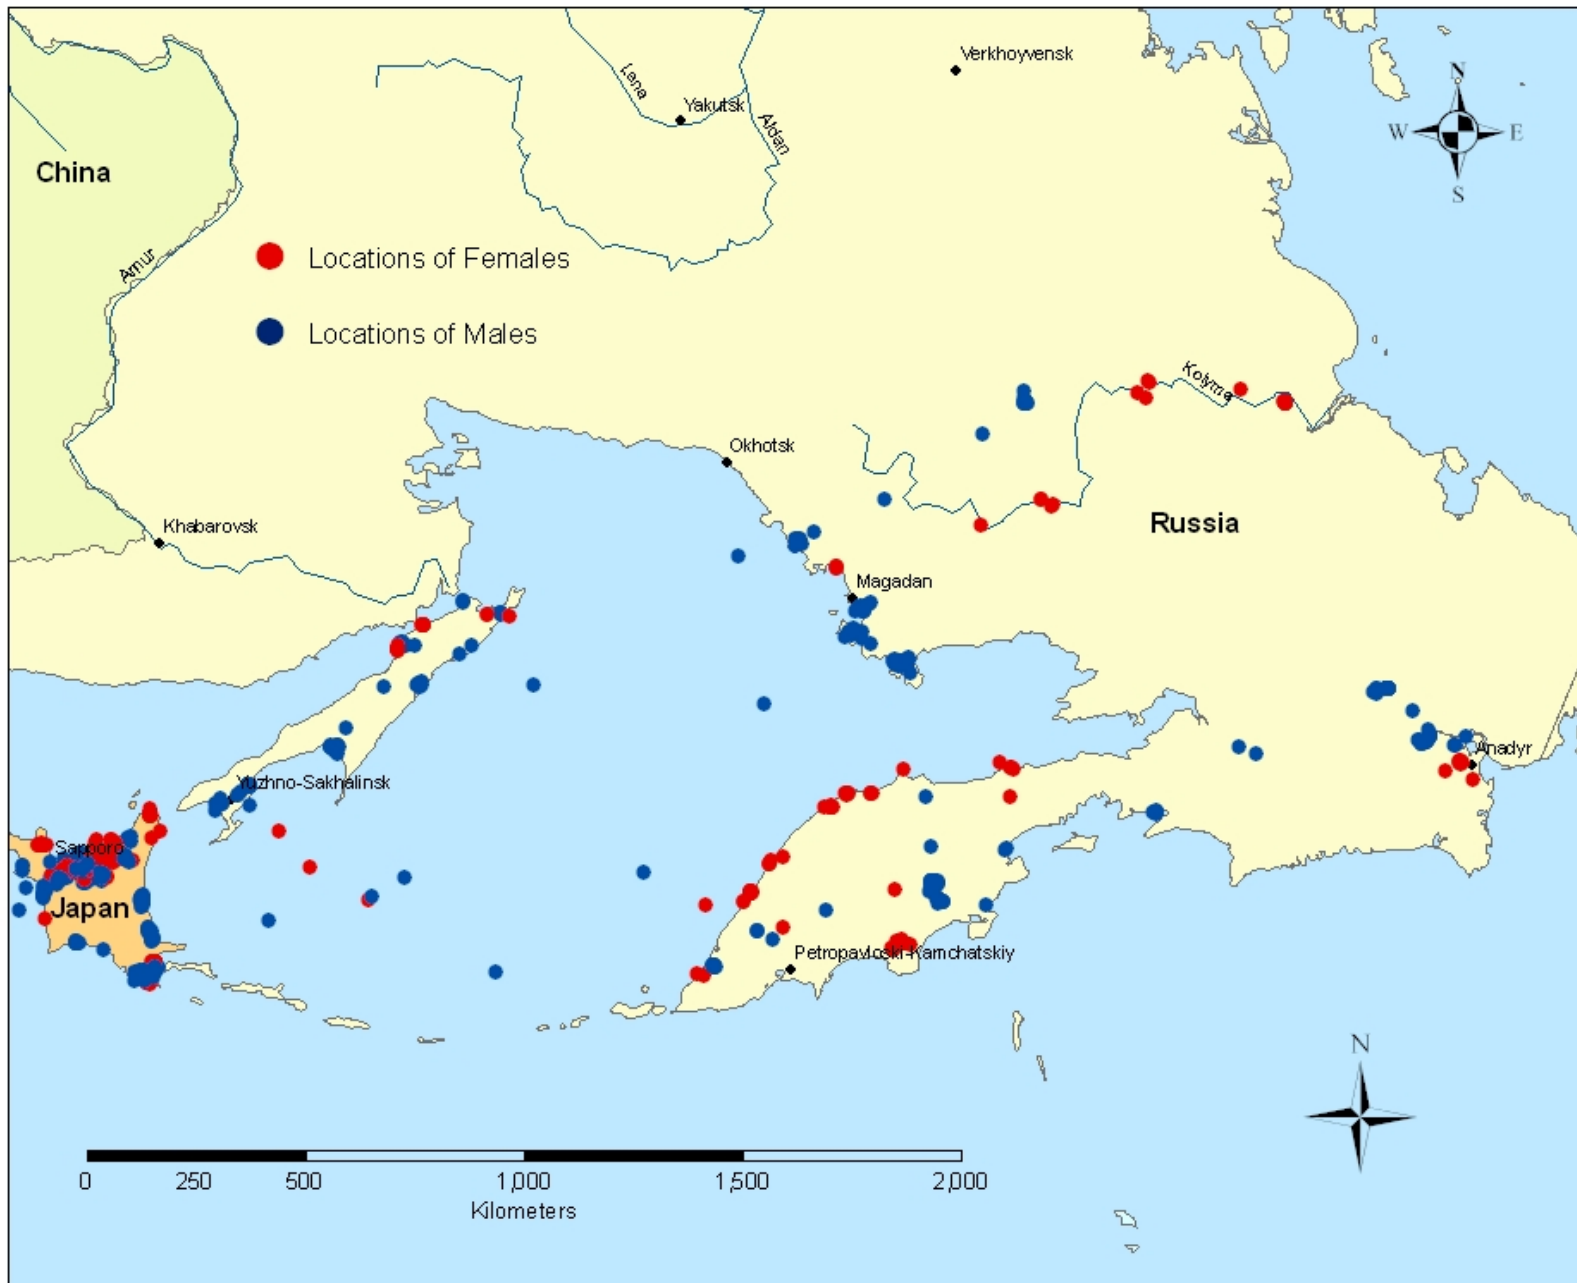 Verkhoyvensk
N
Lena
Yakutsk
Aldan
W
E
China
S
Amur
Locations of Females
Locations of Males
Kolyma
Okhotsk
Khabarovsk
Russia
Magadan
Anadyr
Yuzhno-Sakhalinsk
Sapporo
Japan
Petropavloski-Kamchatskiy
N
0 250 500 1,000 1,500 2,000
Kilometers